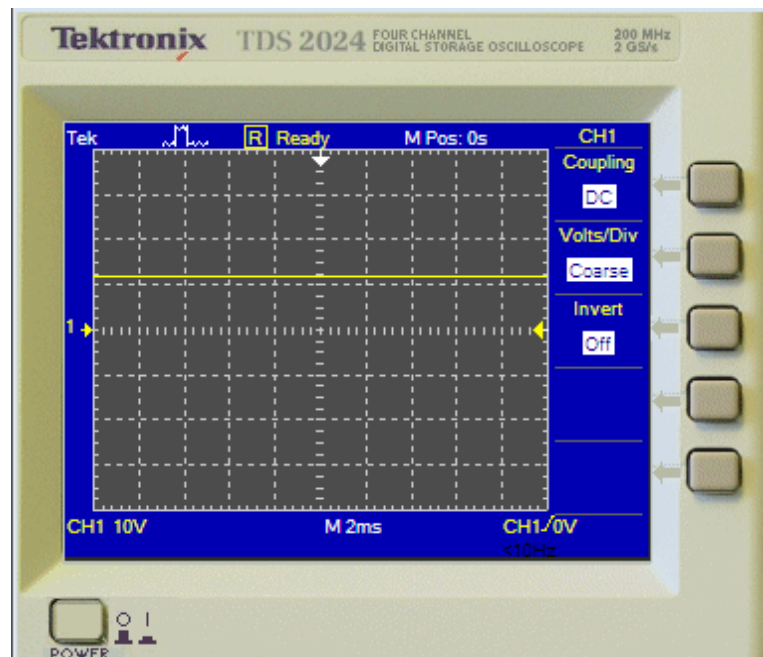 Tektronix TDS 2024 FOUR CHANNEL DIGITAL STORAGE OSCILLOSCOPE 200 MHz 2 GS/s
Tek R Ready M Pos: 0s CH1
Coupling
DC
Volts/Div
Coarse
Invert
1
Off
CH1 10V M 2ms CH1 0V
<10Hz
O I
POWER